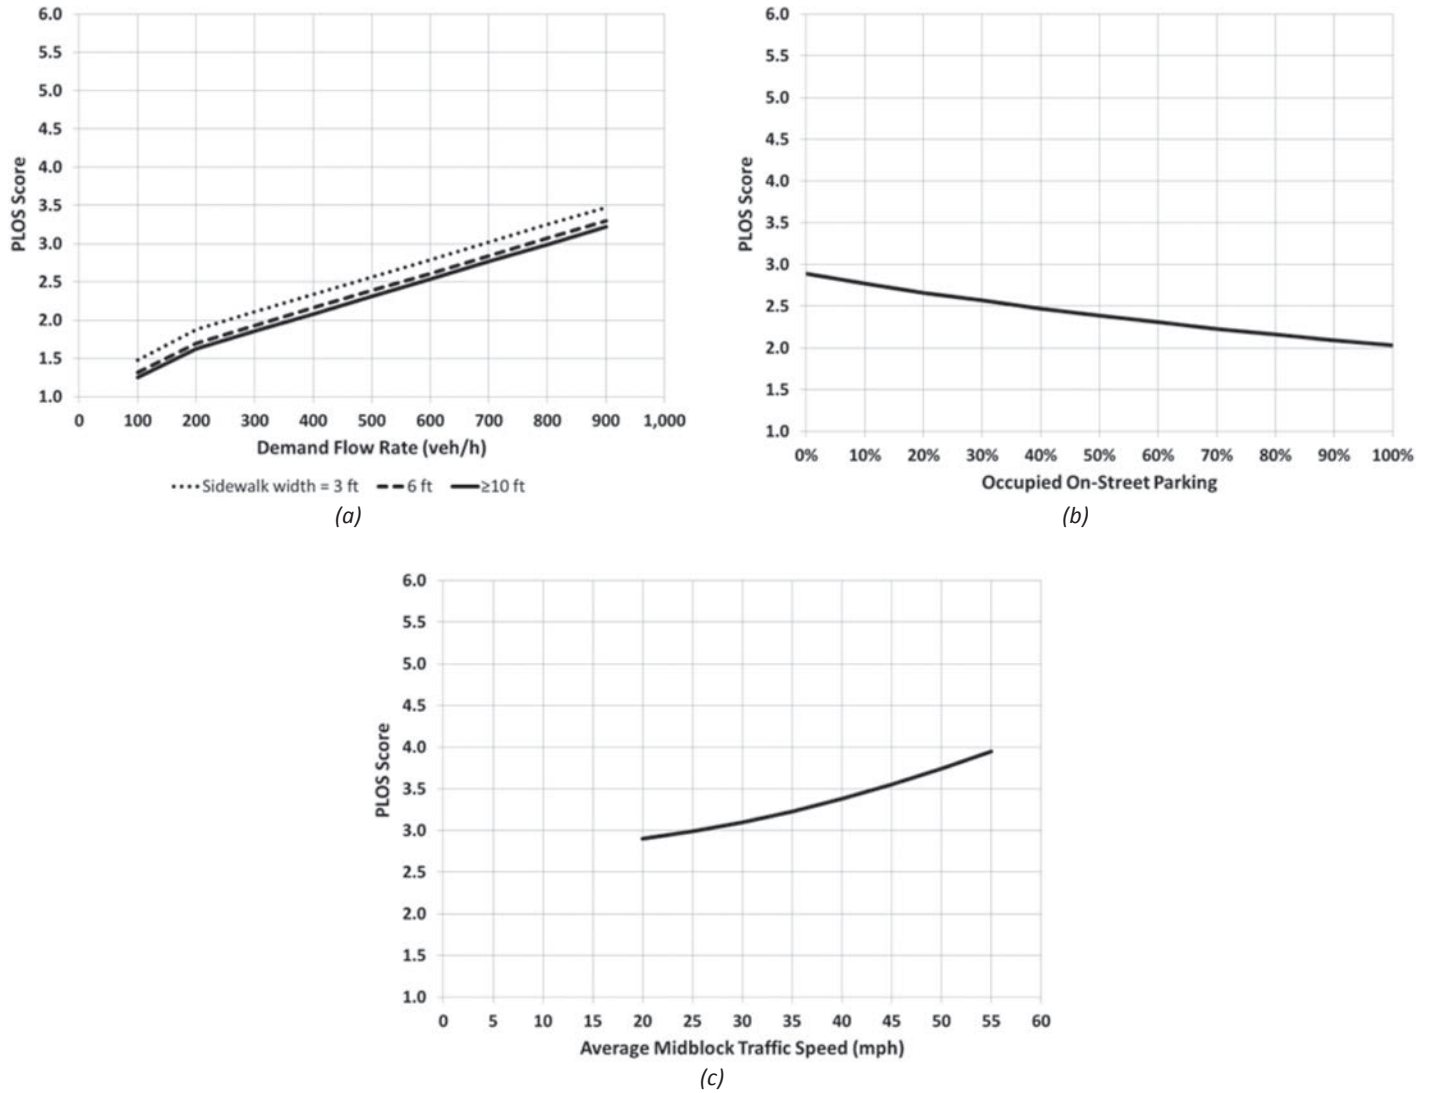 6.0
5.5
5.0
4.5
4.0
3.5
3.0
2.5
2.0
1.5
1.0
PLOS Score
0 100 200 300 400 500 600 700 800 900 1,000
Demand Flow Rate (veh/h)
Sidewalk width = 3 ft 6 ft ≥10 ft
(a)
6.0
5.5
5.0
4.5
4.0
3.5
3.0
2.5
2.0
1.5
1.0
PLOS Score
0% 10% 20% 30% 40% 50% 60% 70% 80% 90% 100%
Occupied On-Street Parking
(b)
6.0
5.5
5.0
4.5
4.0
3.5
3.0
2.5
2.0
1.5
1.0
PLOS Score
0 5 10 15 20 25 30 35 40 45 50 55 60
Average Midblock Traffic Speed (mph)
(c)